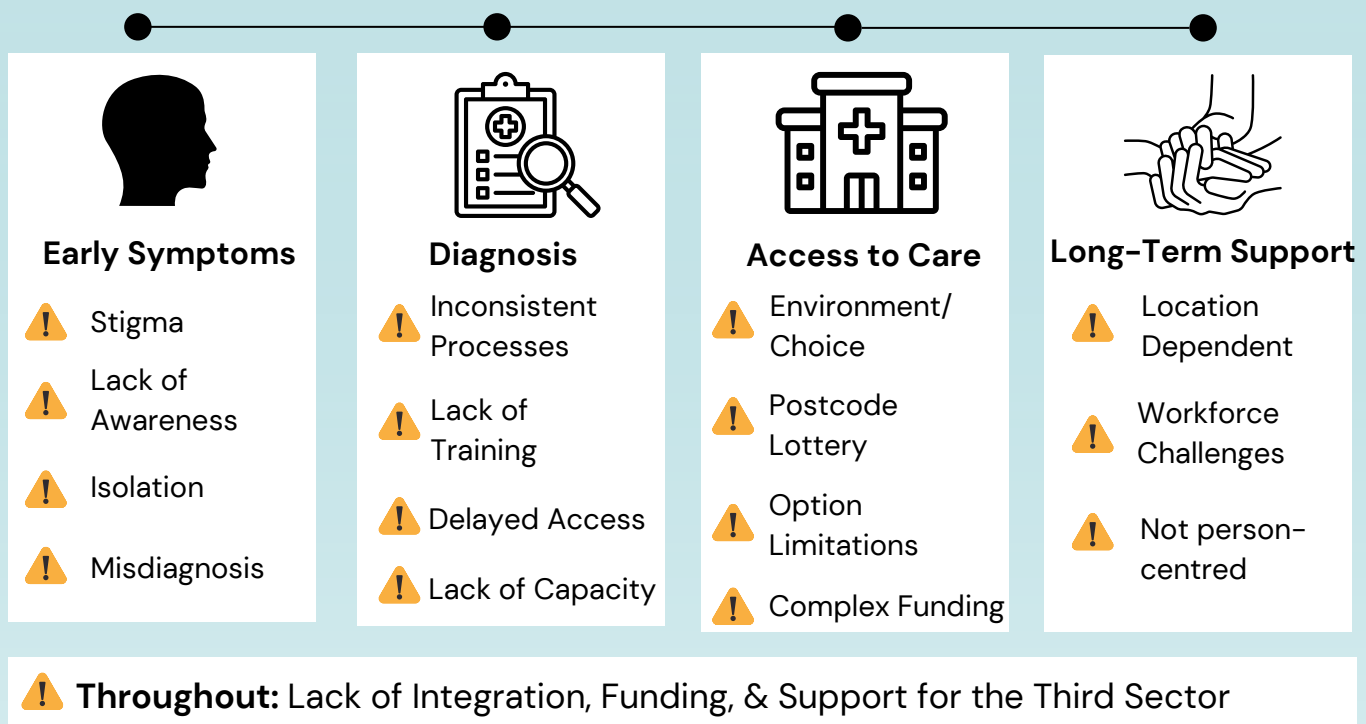 Early Symptoms
Stigma
Lack of
Awareness
Isolation
Misdiagnosis
Diagnosis
Inconsistent
Processes
Lack of
Training
Delayed Access
Lack of Capacity
Access to Care
Environment/
Choice
Postcode
Lottery
Option
Limitations
Complex Funding
Long-Term Support
Location
Dependent
Workforce
Challenges
Not person-
centred
Throughout: Lack of Integration, Funding, & Support for the Third Sector